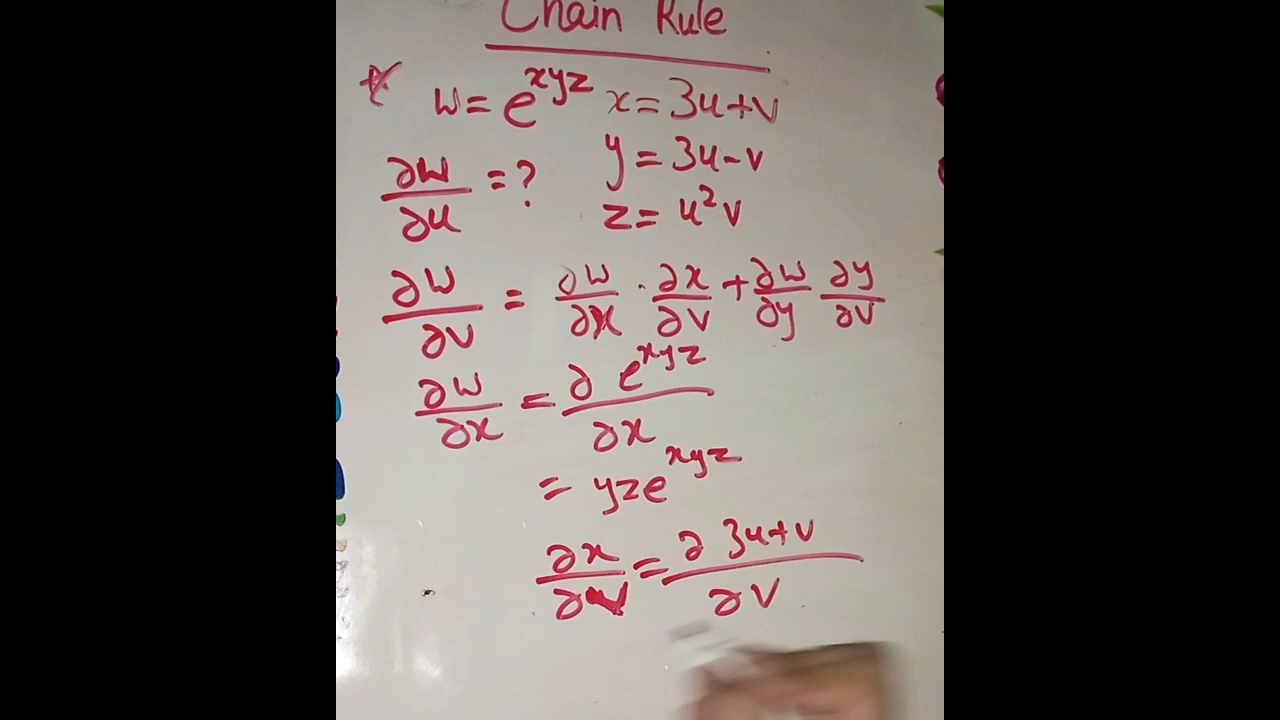 Chain Rule
w = e^{xyz} x = 3u+v
y = 3u-v
∂w/∂u = ?
z = u²v
∂w/∂v = ∂w/∂x · ∂x/∂v + ∂w/∂y ∂y/∂v
∂w/∂x = ∂ e^{xyz}/∂x
= yze^{xyz}
∂x/∂v = ∂ 3u+v/∂v